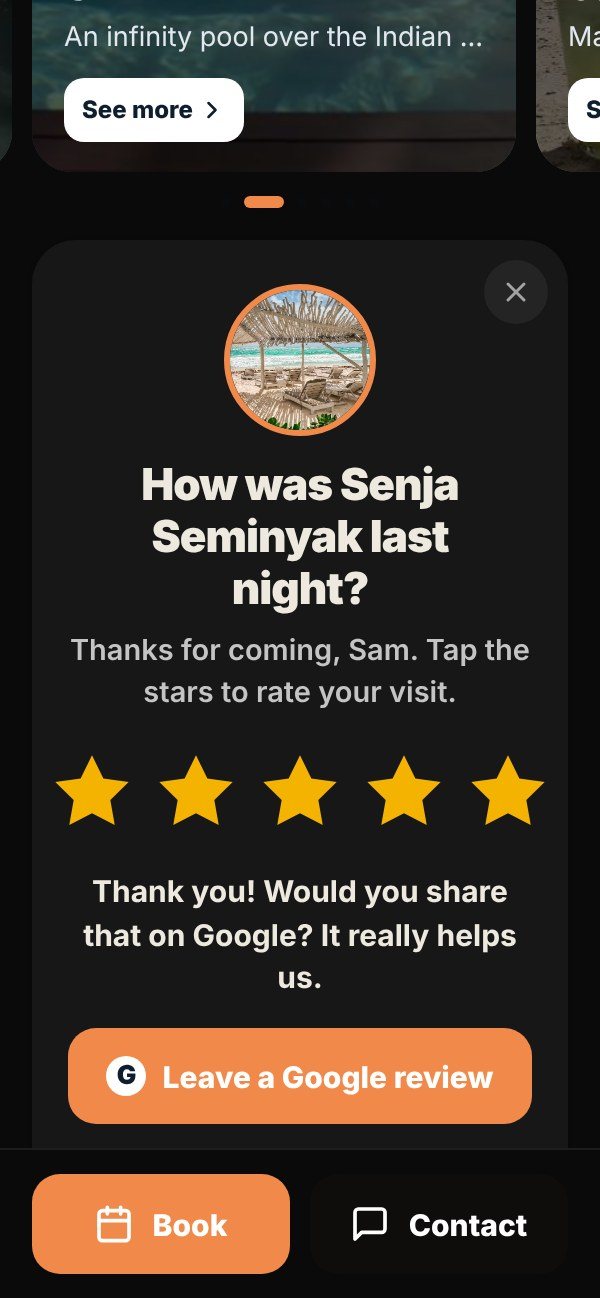 An infinity pool over the Indian ...
See more
How was Senja
Seminyak last
night?
Thanks for coming, Sam. Tap the
stars to rate your visit.
Thank you! Would you share
that on Google? It really helps
us.
G Leave a Google review
Book
Contact